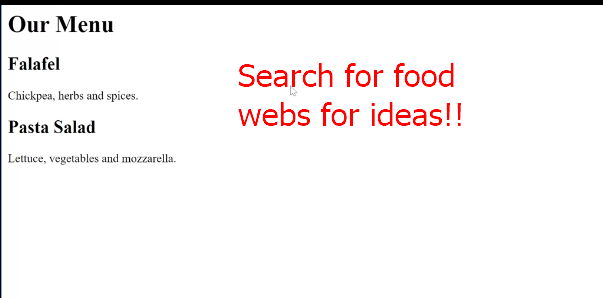 Our Menu
Falafel
Chickpea, herbs and spices.
Pasta Salad
Lettuce, vegetables and mozzarella.
Search for food
webs for ideas!!